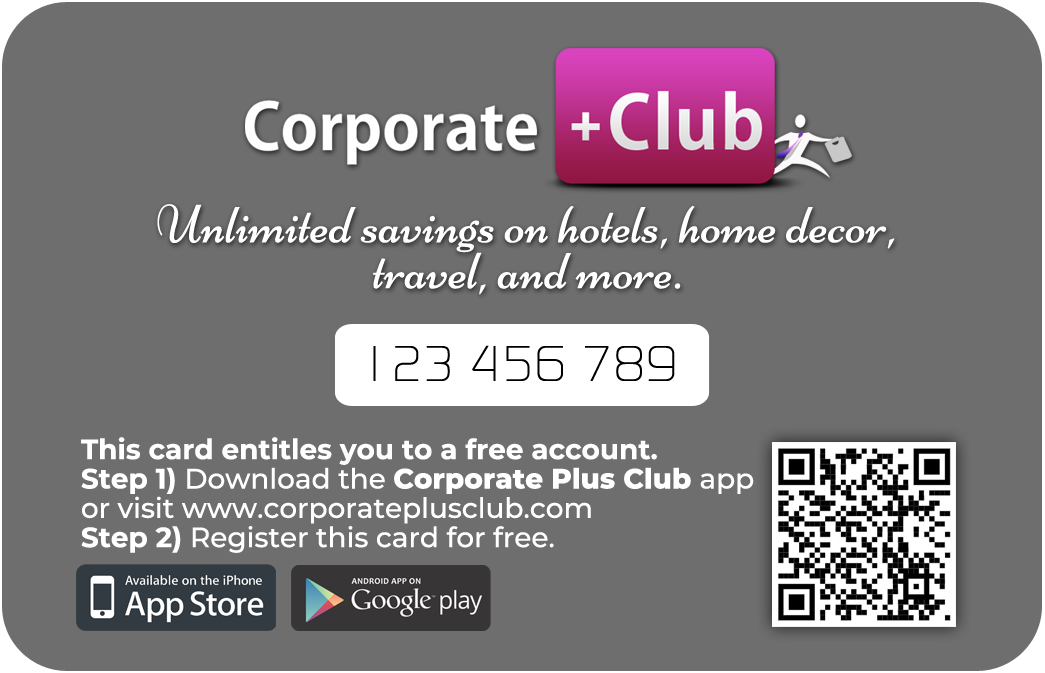 Corporate +Club
Unlimited savings on hotels, home decor,
travel, and more.
123 456 789
This card entitles you to a free account.
Step 1) Download the Corporate Plus Club app
or visit www.corporateplusclub.com
Step 2) Register this card for free.
Available on the iPhone
App Store
ANDROID APP ON
Google play